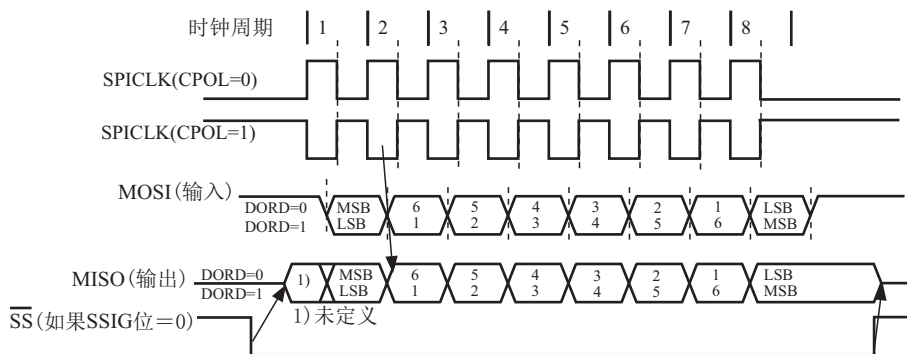 时钟周期 1 2 3 4 5 6 7 8
SPICLK(CPOL=0)
SPICLK(CPOL=1)
MOSI(输入) DORD=0 MSB 6 5 4 3 2 1 LSB
DORD=1 LSB 1 2 3 4 5 6 MSB
MISO(输出) DORD=0 1) MSB 6 5 4 3 2 1 LSB
DORD=1 LSB 1 2 3 4 5 6 MSB
1)未定义
SS(如果SSIG位=0)